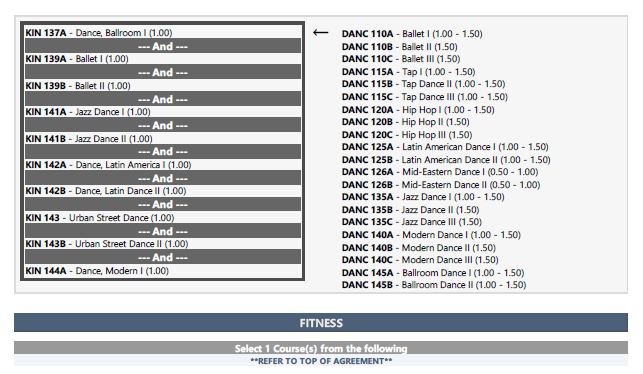 KIN 137A - Dance, Ballroom I (1.00)
--- And ---
KIN 139A - Ballet I (1.00)
--- And ---
KIN 139B - Ballet II (1.00)
--- And ---
KIN 141A - Jazz Dance I (1.00)
--- And ---
KIN 141B - Jazz Dance II (1.00)
--- And ---
KIN 142A - Dance, Latin America I (1.00)
--- And ---
KIN 142B - Dance, Latin Dance II (1.00)
--- And ---
KIN 143 - Urban Street Dance (1.00)
--- And ---
KIN 143B - Urban Street Dance II (1.00)
--- And ---
KIN 144A - Dance, Modern I (1.00)
←
DANC 110A - Ballet I (1.00 - 1.50)
DANC 110B - Ballet II (1.50)
DANC 110C - Ballet III (1.50)
DANC 115A - Tap I (1.00 - 1.50)
DANC 115B - Tap Dance II (1.00 - 1.50)
DANC 115C - Tap Dance III (1.00 - 1.50)
DANC 120A - Hip Hop I (1.00 - 1.50)
DANC 120B - Hip Hop II (1.50)
DANC 120C - Hip Hop III (1.50)
DANC 125A - Latin American Dance I (1.00 - 1.50)
DANC 125B - Latin American Dance II (1.00 - 1.50)
DANC 126A - Mid-Eastern Dance I (0.50 - 1.00)
DANC 126B - Mid-Eastern Dance II (0.50 - 1.00)
DANC 135A - Jazz Dance I (1.00 - 1.50)
DANC 135B - Jazz Dance II (1.50)
DANC 135C - Jazz Dance III (1.50)
DANC 140A - Modern Dance I (1.00 - 1.50)
DANC 140B - Modern Dance II (1.50)
DANC 140C - Modern Dance III (1.50)
DANC 145A - Ballroom Dance I (1.00 - 1.50)
DANC 145B - Ballroom Dance II (1.00 - 1.50)
FITNESS
Select 1 Course(s) from the following
**REFER TO TOP OF AGREEMENT**